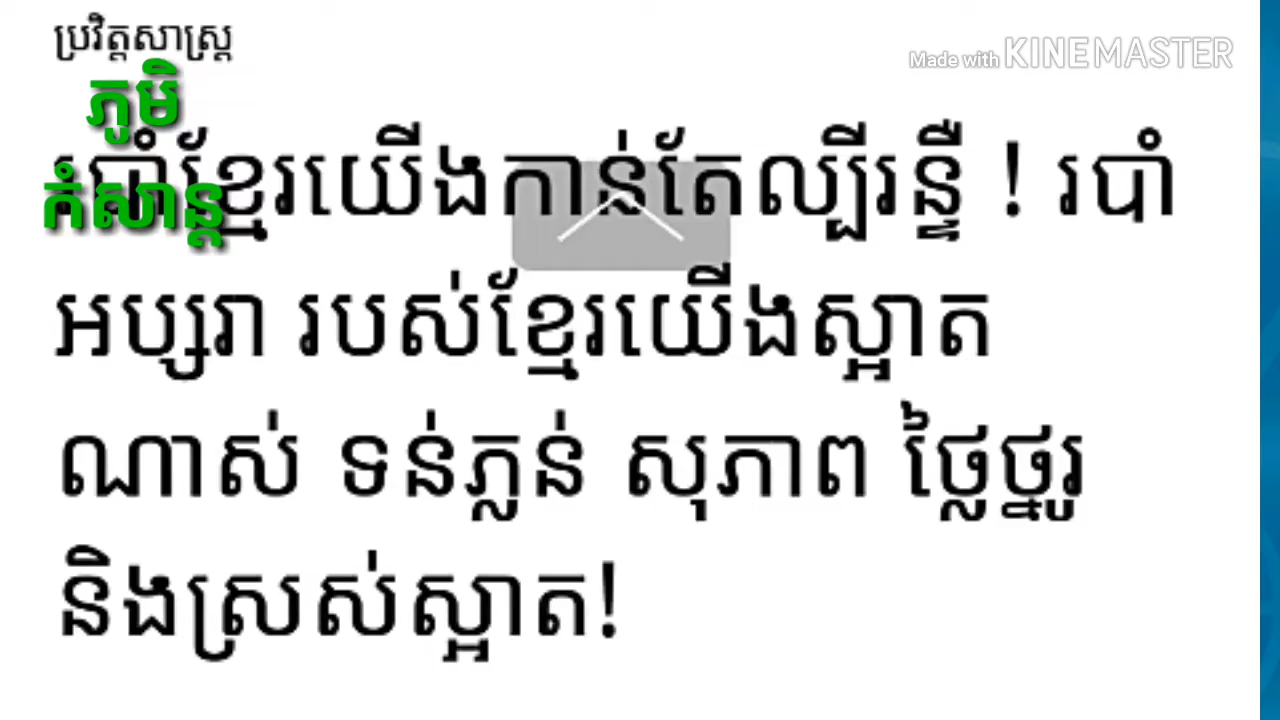 ប្រវិត្តសាស្ត្រ
Made with KINEMASTER
ភូមិ
កំសាន្ត
របាំខ្មែរយើងកាន់តែល្បីរន្ទឺ ! របាំ
អប្សរា របស់ខ្មែរយើងស្អាត
ណាស់ ទន់ភ្លន់ សុភាព ថ្លៃថ្នូរ
និងស្រស់ស្អាត!